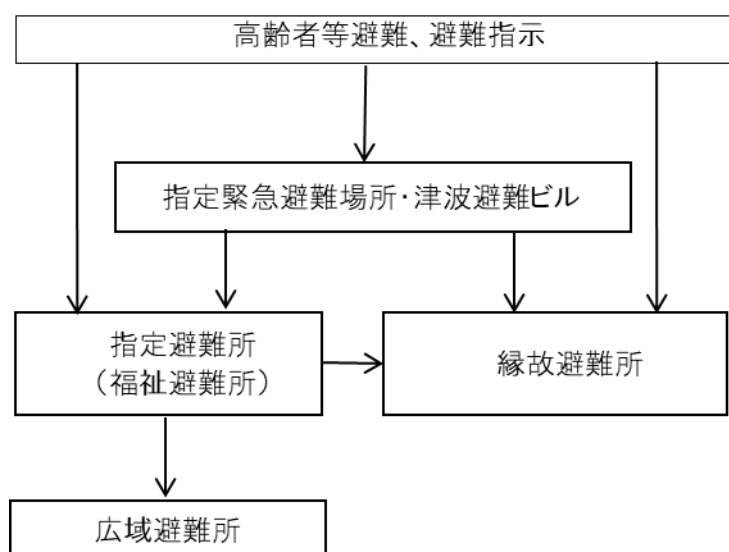 高齢者等避難、避難指示
指定緊急避難場所・津波避難ビル
指定避難所
（福祉避難所）
縁故避難所
広域避難所